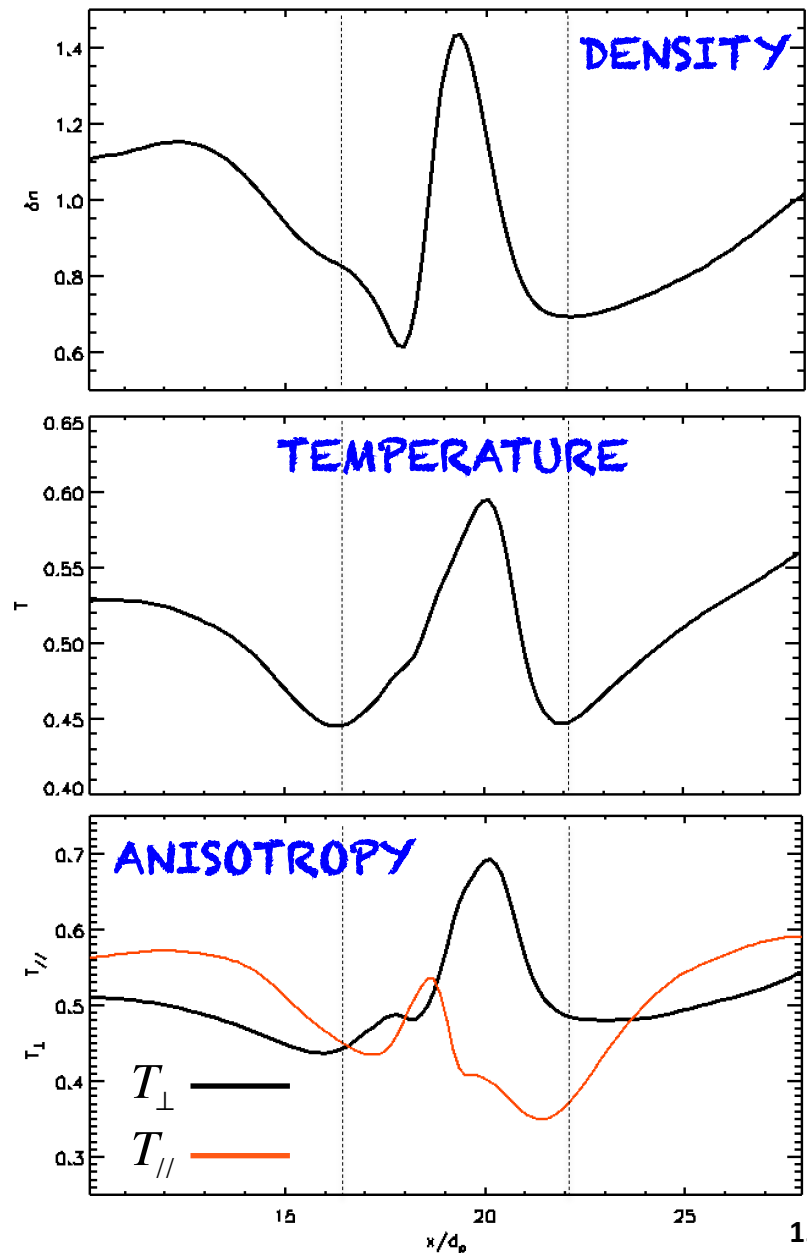 DENSITY
1.4
1.2
1.0
0.8
0.6
δn
TEMPERATURE
0.65
0.60
0.55
0.50
0.45
0.40
T
ANISOTROPY
0.7
0.6
0.5
0.4
0.3
T⊥ T//
T⊥
T//
15 20 25
x/dp
1